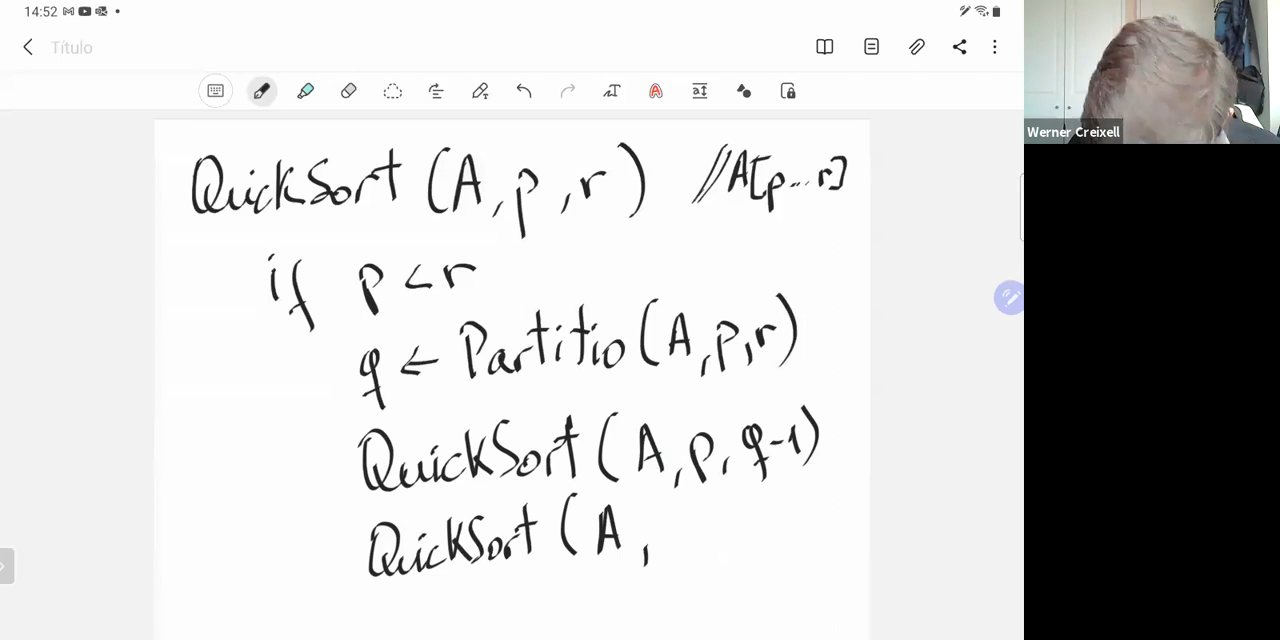 14:52
Título
QuickSort (A, p, r) //A[p...r]
if p < r
q ← Partitio (A, p, r)
QuickSort (A, p, q-1)
QuickSort (A,
Werner Creixell